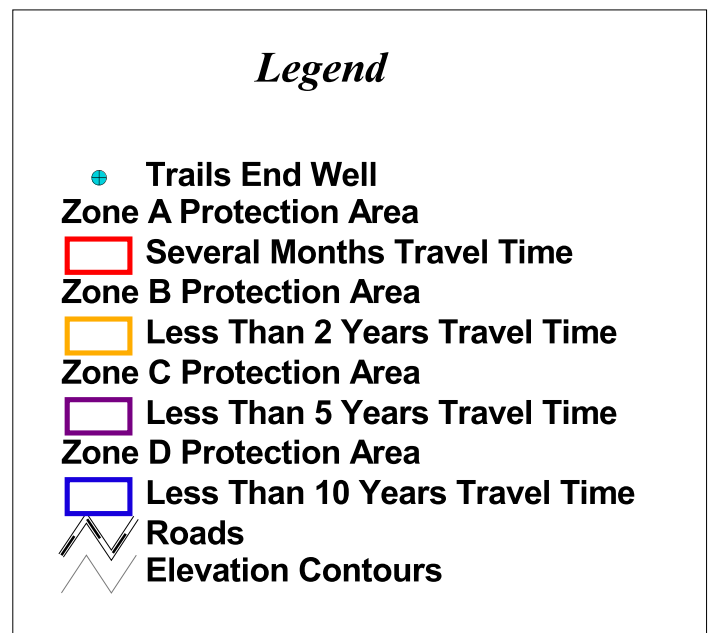 Legend
Trails End Well
Zone A Protection Area
Several Months Travel Time
Zone B Protection Area
Less Than 2 Years Travel Time
Zone C Protection Area
Less Than 5 Years Travel Time
Zone D Protection Area
Less Than 10 Years Travel Time
Roads
Elevation Contours